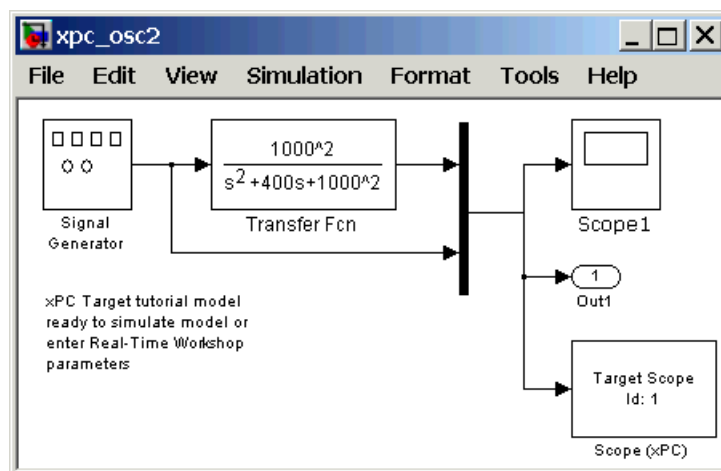 xpc_osc2
File Edit View Simulation Format Tools Help
1000^2
s2+400s+1000^2
Signal
Generator
Transfer Fcn
Scope1
1
Out1
xPC Target tutorial model
ready to simulate model or
enter Real-Time Workshop
parameters
Target Scope
Id: 1
Scope (xPC)